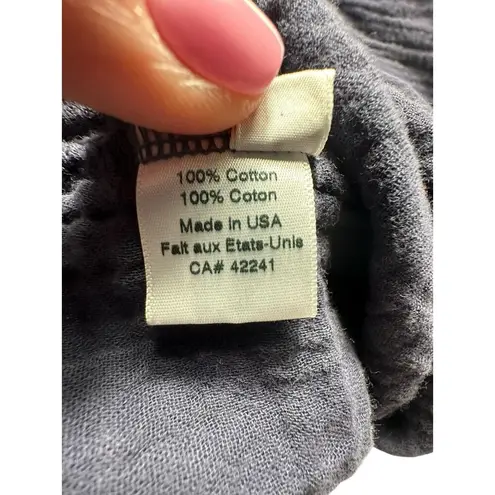 100% Cotton
100% Coton
Made in USA
Fait aux Etats-Unis
CA# 42241